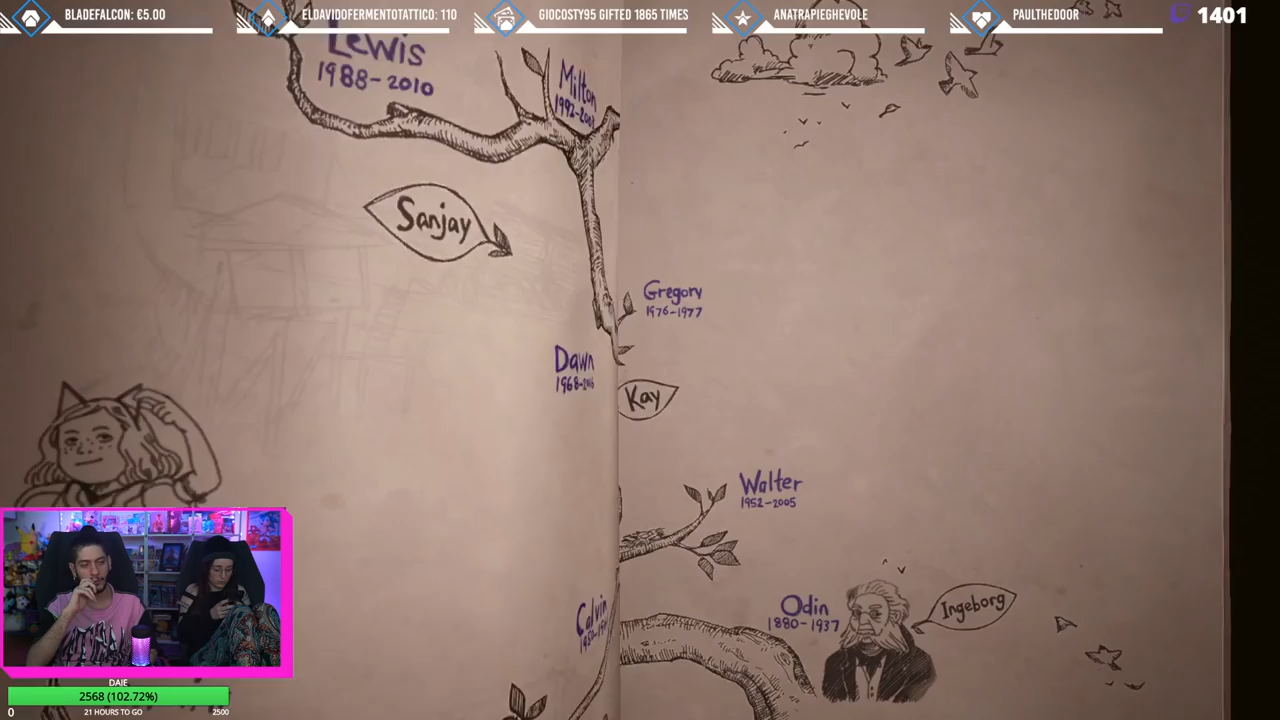 BLADEFALCON: €5.00
ELDAVIDOFERMENTOTATTICO: 110
GIOCOSTY95 GIFTED 1865 TIMES
ANATRAPIEGHEVOLE
PAULTHEDOOR
1401
Lewis
1988-2010
Milton
Sanjay
Gregory
1976-1977
Dawn
Kay
Walter
1952-2005
Calvin
Odin
1880-1937
Ingeborg
DAIE
2568 (102.72%)
0
21 HOURS TO GO
2500